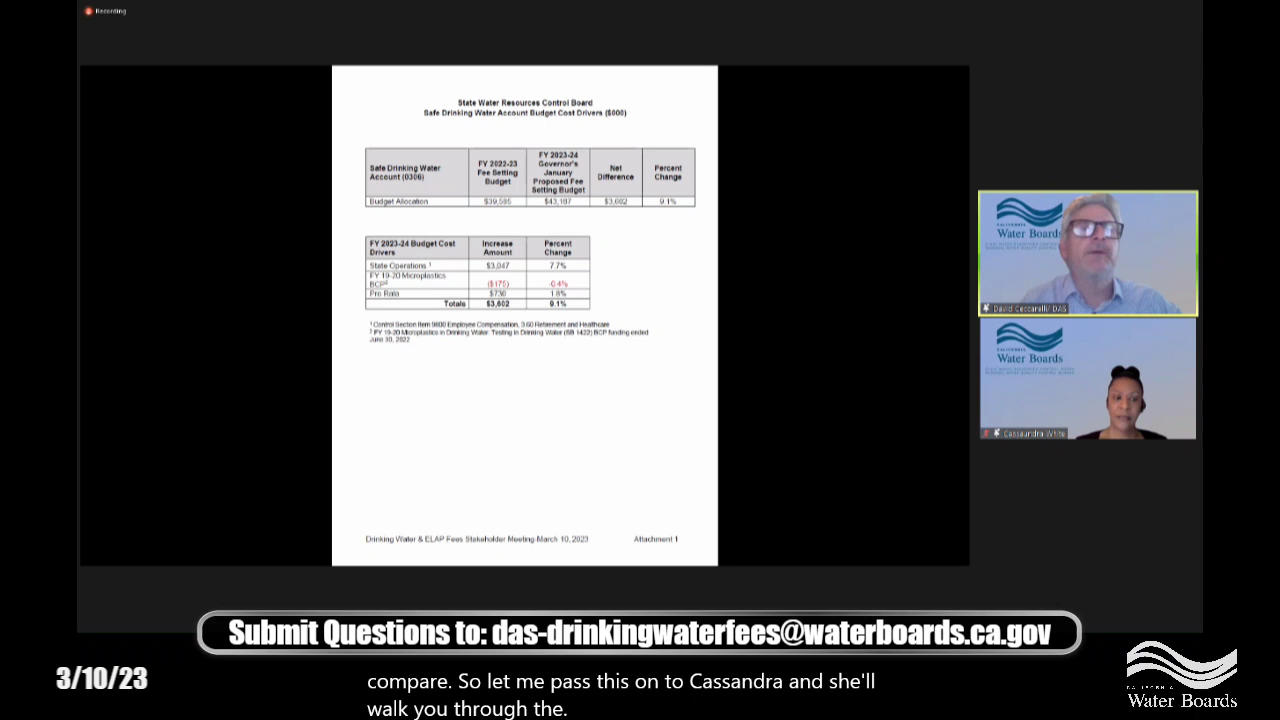 Recording
State Water Resources Control Board
Safe Drinking Water Account Budget Cost Drivers ($000)
Safe Drinking Water Account (0306) FY 2022-23 Fee Setting Budget FY 2023-24 Governor's January Proposed Fee Setting Budget Net Difference Percent Change
Budget Allocation $39,585 $43,187 $3,602 9.1%
FY 2023-24 Budget Cost Drivers Increase Amount Percent Change
State Operations ¹ $3,047 7.7%
FY 19-20 Microplastics BCP² ($175) -0.4%
Pro Rata $730 1.8%
Totals $3,602 9.1%
¹ Control Section Item 9800 Employee Compensation, 3.60 Retirement and Healthcare
² FY 19-20 Microplastics in Drinking Water: Testing in Drinking Water (SB 1422) BCP funding ended
June 30, 2022
Drinking Water & ELAP Fees Stakeholder Meeting-March 10, 2023 Attachment 1
CALIFORNIA
Water Boards
David Ceccarelli/ DAS
CALIFORNIA
Water Boards
Cassaundra White
Submit Questions to: das-drinkingwaterfees@waterboards.ca.gov
3/10/23
compare. So let me pass this on to Cassandra and she'll
walk you through the.
CALIFORNIA
Water Boards